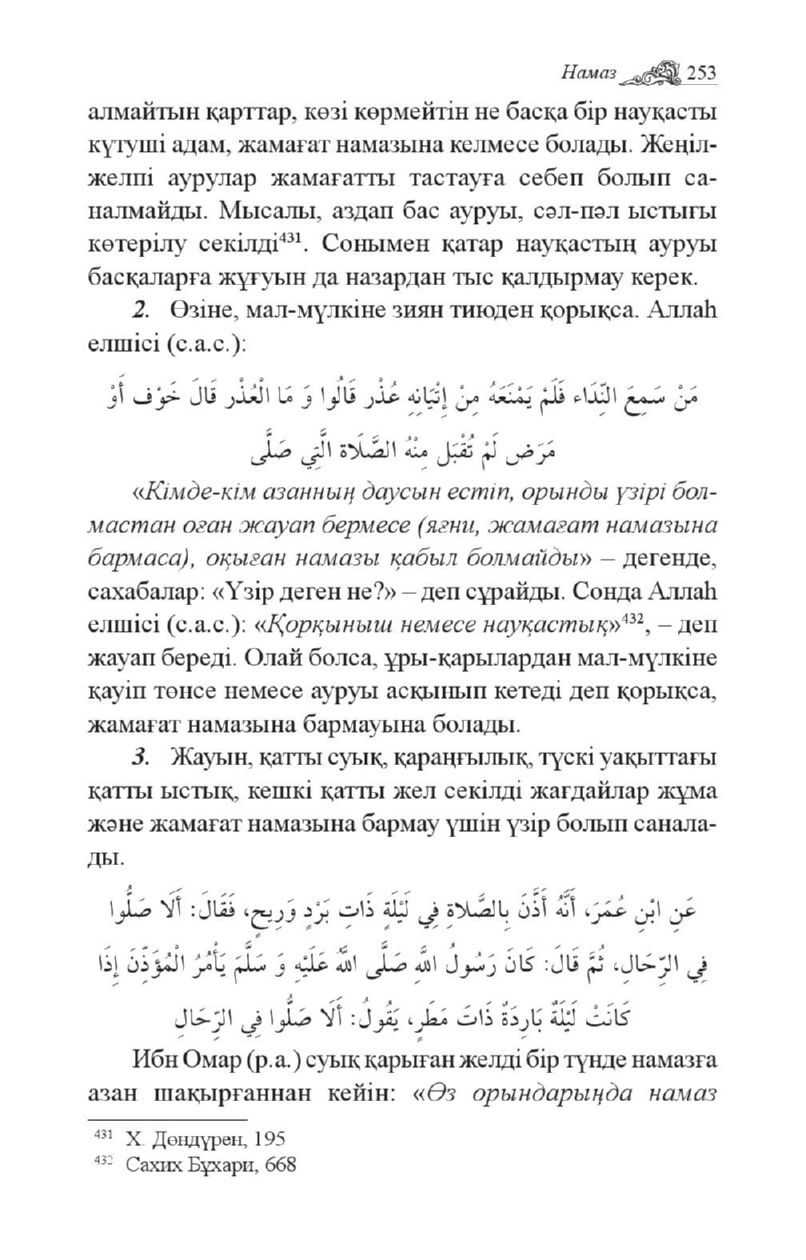 Намаз 253
алмайтын қарттар, көзі көрмейтін не басқа бір науқасты
күтуші адам, жамағат намазына келмесе болады. Жеңіл-
желпі аурулар жамағатты тастауға себеп болып са-
налмайды. Мысалы, аздап бас ауруы, сәл-пәл ыстығы
көтерілу секілді⁴³¹. Сонымен қатар науқастың ауруы
басқаларға жұғуын да назардан тыс қалдырмау керек.
2. Өзіне, мал-мүлкіне зиян тиюден қорықса. Аллаһ
елшісі (с.а.с.):
مَنْ سَمِعَ النِّدَاء فَلَمْ يَمْنَعَهُ مِنْ إِتْيَانِهِ عُذْر قَالُوا وَ مَا الْعُذْر قَالَ خَوْف أَوْ
مَرَض لَمْ تُقْبَل مِنْهُ الصَّلَاة الَّتِي صَلَّى
«Кімде-кім азанның даусын естіп, орынды үзірі бол-
мастан оған жауап бермесе (яғни, жамағат намазына
бармаса), оқыған намазы қабыл болмайды» – дегенде,
сахабалар: «Үзір деген не?» – деп сұрайды. Сонда Аллаһ
елшісі (с.а.с.): «Қорқыныш немесе науқастық»⁴³², – деп
жауап береді. Олай болса, ұры-қарылардан мал-мүлкіне
қауіп төнсе немесе ауруы асқынып кетеді деп қорықса,
жамағат намазына бармауына болады.
3. Жауын, қатты суық, қараңғылық, түскі уақыттағы
қатты ыстық, кешкі қатты жел секілді жағдайлар жұма
және жамағат намазына бармау үшін үзір болып санала-
ды.
عَنِ ابْنِ عُمَرَ، أَنَّهُ أَذَّنَ بِالصَّلَاةِ فِي لَيْلَةٍ ذَاتِ بَرْدٍ وَرِيحٍ، فَقَالَ: أَلَا صَلُّوا
فِي الرِّحَالِ، ثُمَّ قَالَ: كَانَ رَسُولُ اللهِ صَلَّى اللهُ عَلَيْهِ وَ سَلَّمَ يَأْمُرُ الْمُؤَذِّنَ إِذَا
كَانَتْ لَيْلَةٌ بَارِدَةٌ ذَاتَ مَطَرٍ، يَقُولُ: أَلَا صَلُّوا فِي الرِّحَالِ
Ибн Омар (р.а.) суық қарыған желді бір түнде намазға
азан шақырғаннан кейін: «Өз орындарыңда намаз
⁴³¹ Х. Дөндүрен, 195
⁴³² Сахих Бұхари, 668